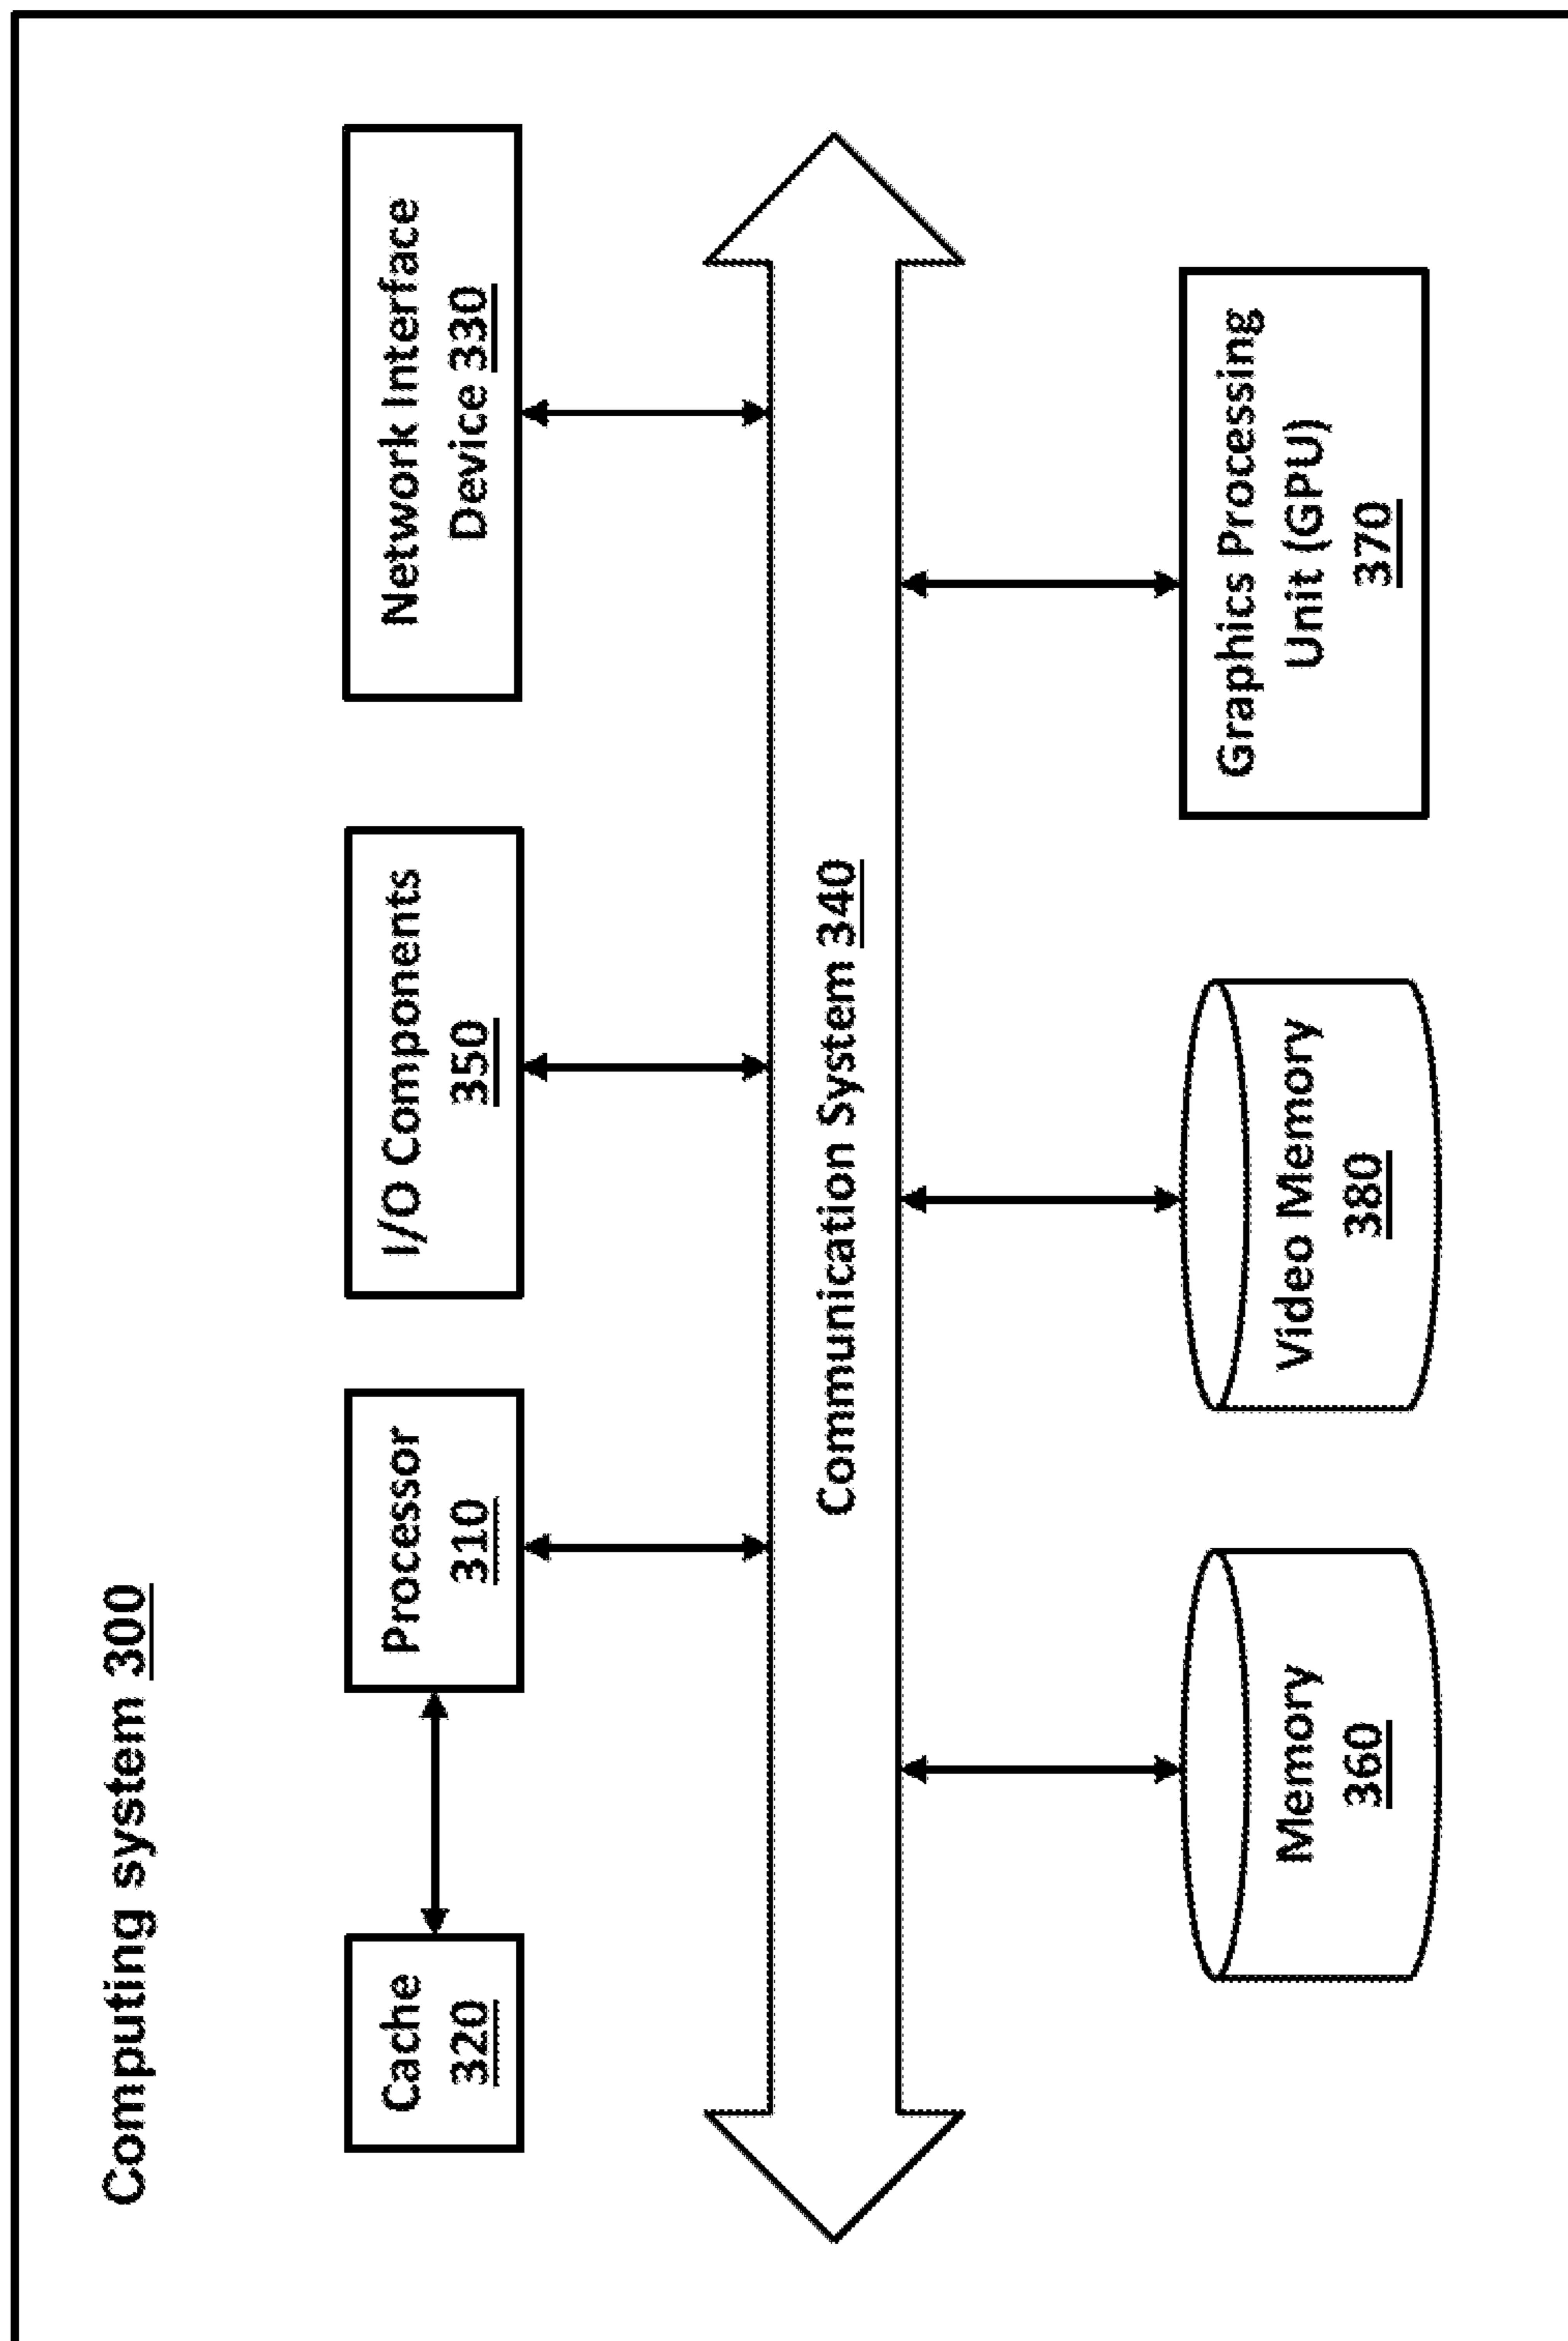 Computing system 300
Cache
320
Processor
310
I/O Components
350
Network Interface
Device 330
Communication System 340
Memory
360
Video Memory
380
Graphics Processing
Unit (GPU)
370